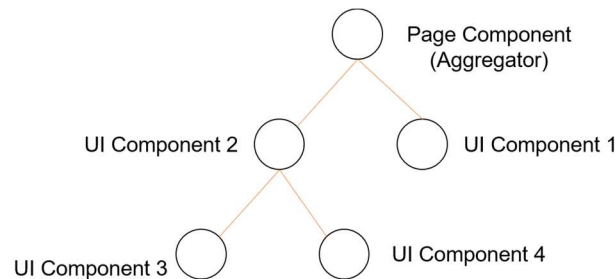 Page Component
(Aggregator)
UI Component 2
UI Component 1
UI Component 3
UI Component 4